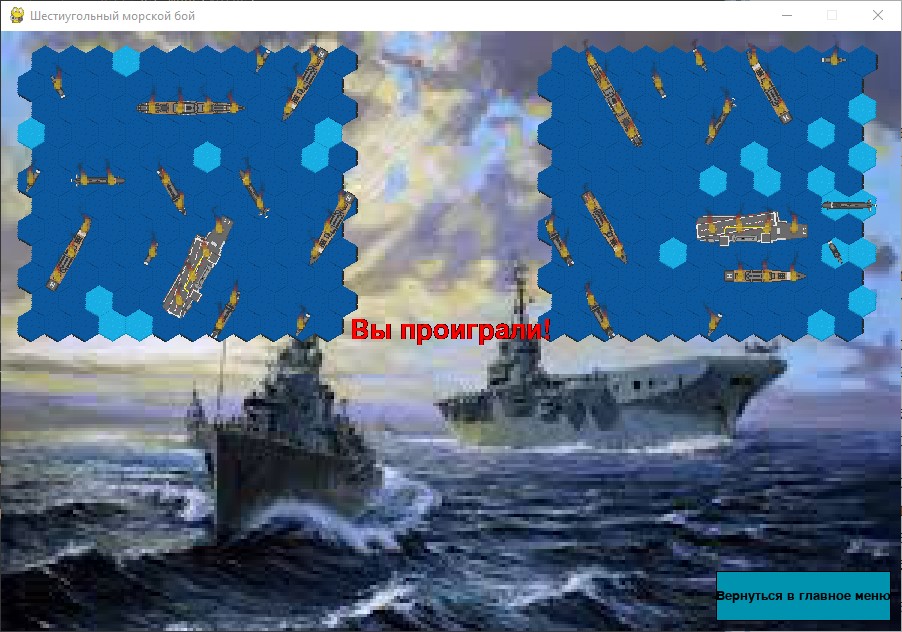 Шестиугольный морской бой
Вы проиграли!
Вернуться в главное меню